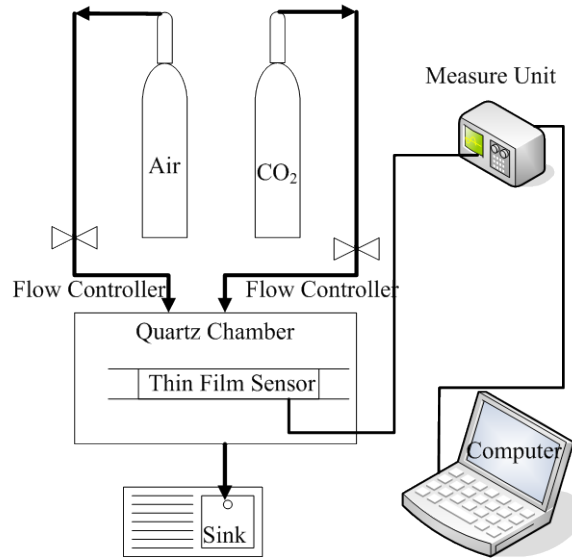 Measure Unit
Air
CO₂
Flow Controller
Flow Controller
Quartz Chamber
Thin Film Sensor
Computer
Sink